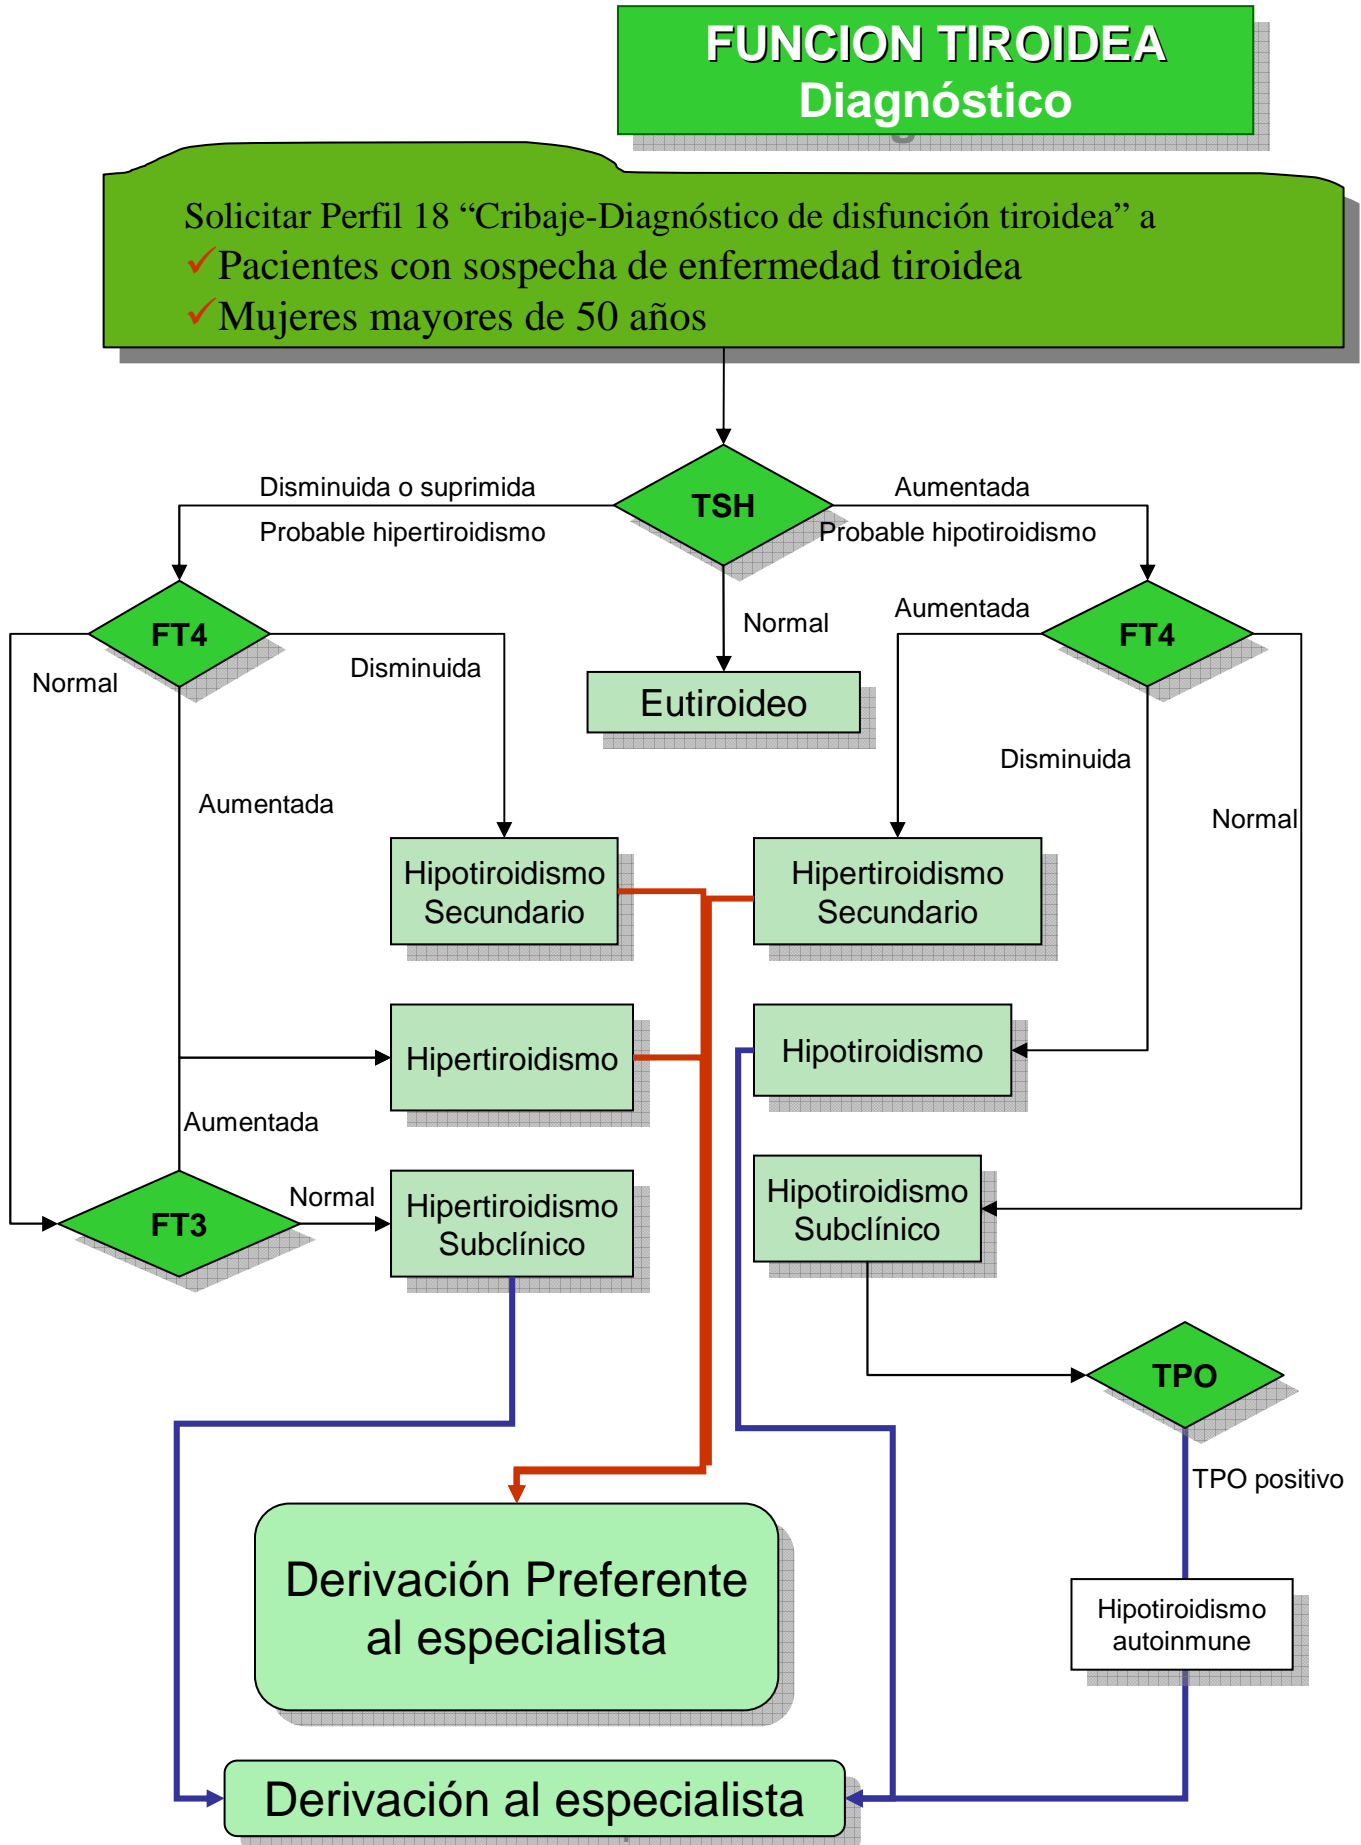 FUNCION TIROIDEA
Diagnóstico
Solicitar Perfil 18 “Cribaje-Diagnóstico de disfunción tiroidea” a
✓Pacientes con sospecha de enfermedad tiroidea
✓Mujeres mayores de 50 años
Disminuida o suprimida
TSH
Aumentada
Probable hipertiroidismo
Probable hipotiroidismo
FT4
Normal
Disminuida
Normal
Aumentada
FT4
Eutiroideo
Disminuida
Aumentada
Normal
Hipotiroidismo
Secundario
Hipertiroidismo
Secundario
Hipertiroidismo
Hipotiroidismo
Aumentada
FT3
Normal
Hipertiroidismo
Subclínico
Hipotiroidismo
Subclínico
TPO
TPO positivo
Derivación Preferente
al especialista
Hipotiroidismo
autoinmune
Derivación al especialista